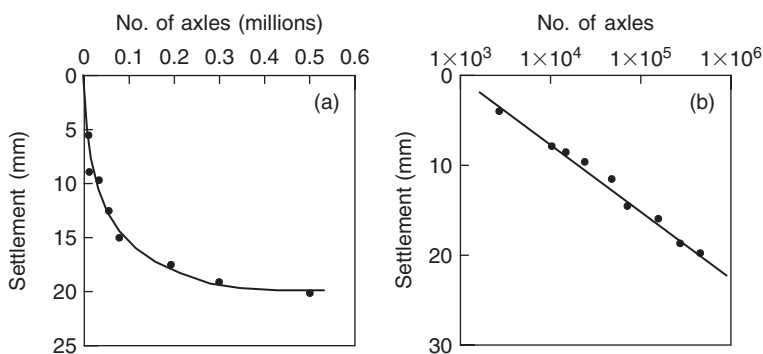 No. of axles (millions)
0 0.1 0.2 0.3 0.4 0.5 0.6
0
5
10
15
20
25
Settlement (mm)
(a)
No. of axles
1×10³ 1×10⁴ 1×10⁵ 1×10⁶
0
10
20
30
Settlement (mm)
(b)